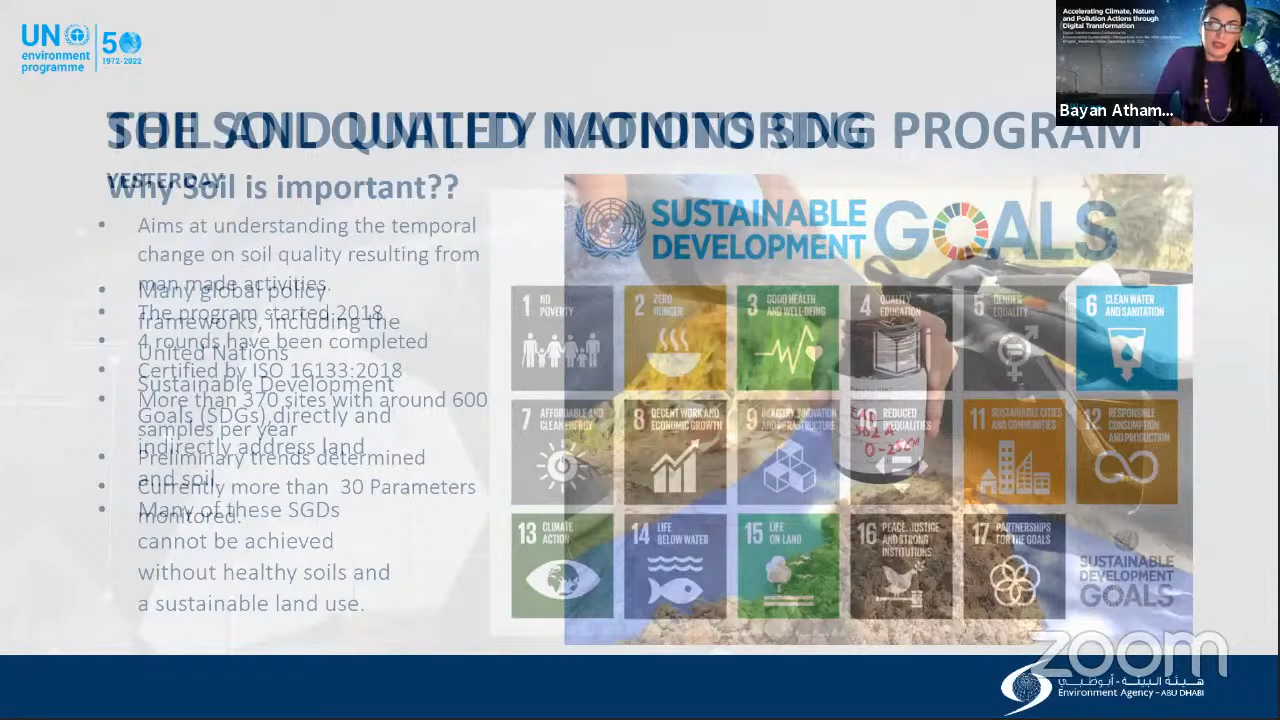 UN
environment
programme
50
1972-2022
Accelerating Climate, Nature
and Pollution Actions through
Digital Transformation
Bayan Atham...
AND UNITED NATIONS SDG
SOIL QUALITY MONITORING PROGRAM
YESTERDAY
Why Soil is important??
• Aims at understanding the temporal
change on soil quality resulting from
man made activities.
• The program started 2018
• 4 rounds have been completed
• Certified by ISO 16133:2018
• More than 370 sites with around 600
samples per year
• Preliminary trends determined
• Currently more than 30 Parameters
monitored.
• Many global policy
frameworks, including the
United Nations
Sustainable Development
Goals (SDGs) directly and
indirectly address land
and soil.
• Many of these SGDs
cannot be achieved
without healthy soils and
a sustainable land use.
SUSTAINABLE
DEVELOPMENT
GOALS
1 NO
POVERTY
2 ZERO
HUNGER
3 GOOD HEALTH
AND WELL-BEING
4 QUALITY
EDUCATION
5 GENDER
EQUALITY
6 CLEAN WATER
AND SANITATION
7 AFFORDABLE AND
CLEAN ENERGY
8 DECENT WORK AND
ECONOMIC GROWTH
9 INDUSTRY, INNOVATION
AND INFRASTRUCTURE
10 REDUCED
INEQUALITIES
11 SUSTAINABLE CITIES
AND COMMUNITIES
12 RESPONSIBLE
CONSUMPTION
AND PRODUCTION
13 CLIMATE
ACTION
14 LIFE
BELOW WATER
15 LIFE
ON LAND
16 PEACE, JUSTICE
AND STRONG
INSTITUTIONS
17 PARTNERSHIPS
FOR THE GOALS
SUSTAINABLE
DEVELOPMENT
GOALS
zoom
هيئة البيئة - أبوظبي
Environment Agency - ABU DHABI